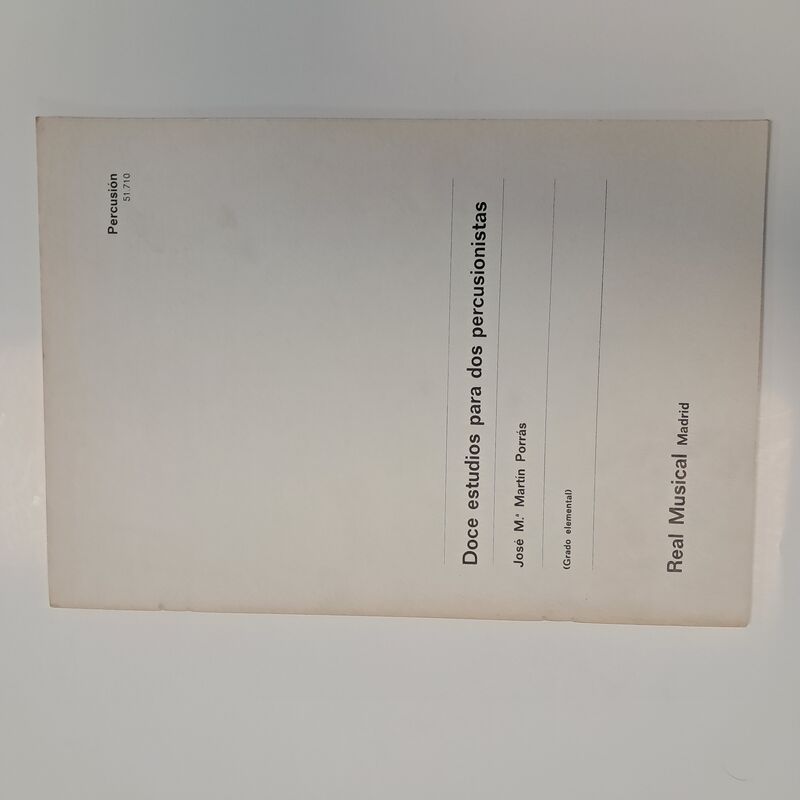 Percusión
51.710
Doce estudios para dos percusionistas
José M.ª Martín Porrás
(Grado elemental)
Real Musical Madrid